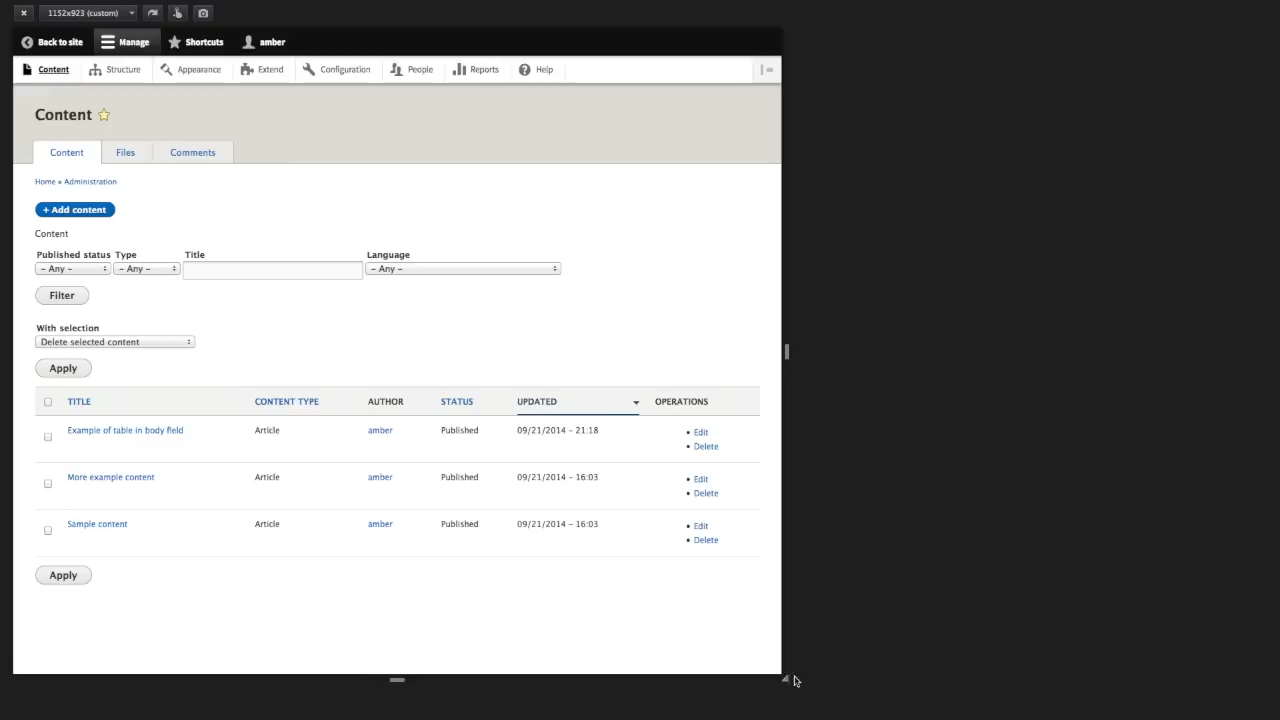 1152x923 (custom)
Back to site Manage Shortcuts amber
Content Structure Appearance Extend Configuration People Reports Help
Content
Content Files Comments
Home » Administration
+ Add content
Content
Published status Type Title Language
- Any - - Any - - Any -
Filter
With selection
Delete selected content
Apply
TITLE CONTENT TYPE AUTHOR STATUS UPDATED OPERATIONS
Example of table in body field Article amber Published 09/21/2014 - 21:18 • Edit
• Delete
More example content Article amber Published 09/21/2014 - 16:03 • Edit
• Delete
Sample content Article amber Published 09/21/2014 - 16:03 • Edit
• Delete
Apply